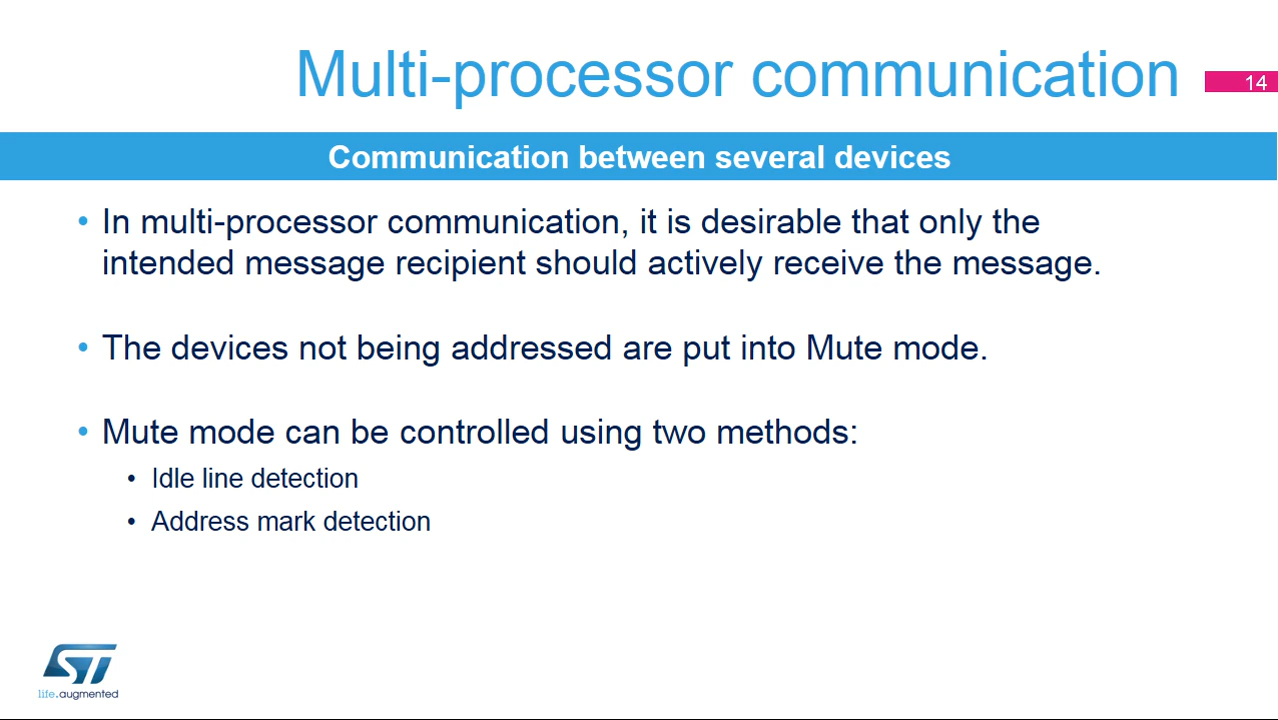 Multi-processor communication
14
Communication between several devices
• In multi-processor communication, it is desirable that only the
intended message recipient should actively receive the message.
• The devices not being addressed are put into Mute mode.
• Mute mode can be controlled using two methods:
• Idle line detection
• Address mark detection
ST
life.augmented